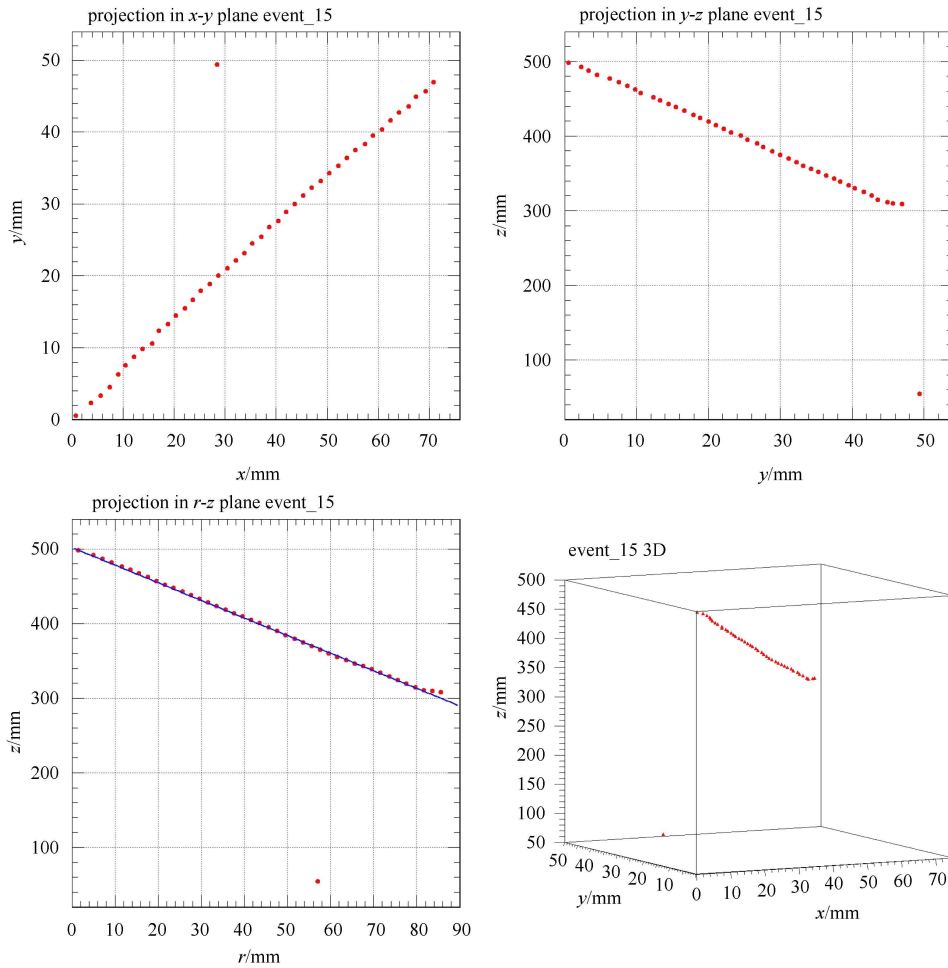 projection in x-y plane event_15
50
40
30
20
10
0
y/mm
0 10 20 30 40 50 60 70
x/mm
projection in y-z plane event_15
500
400
300
200
100
z/mm
0 10 20 30 40 50
y/mm
projection in r-z plane event_15
500
400
300
200
100
z/mm
0 10 20 30 40 50 60 70 80 90
r/mm
event_15 3D
500
450
400
350
300
250
200
150
100
50
z/mm
50 40 30 20 10
y/mm
0 10 20 30 40 50 60 70
x/mm